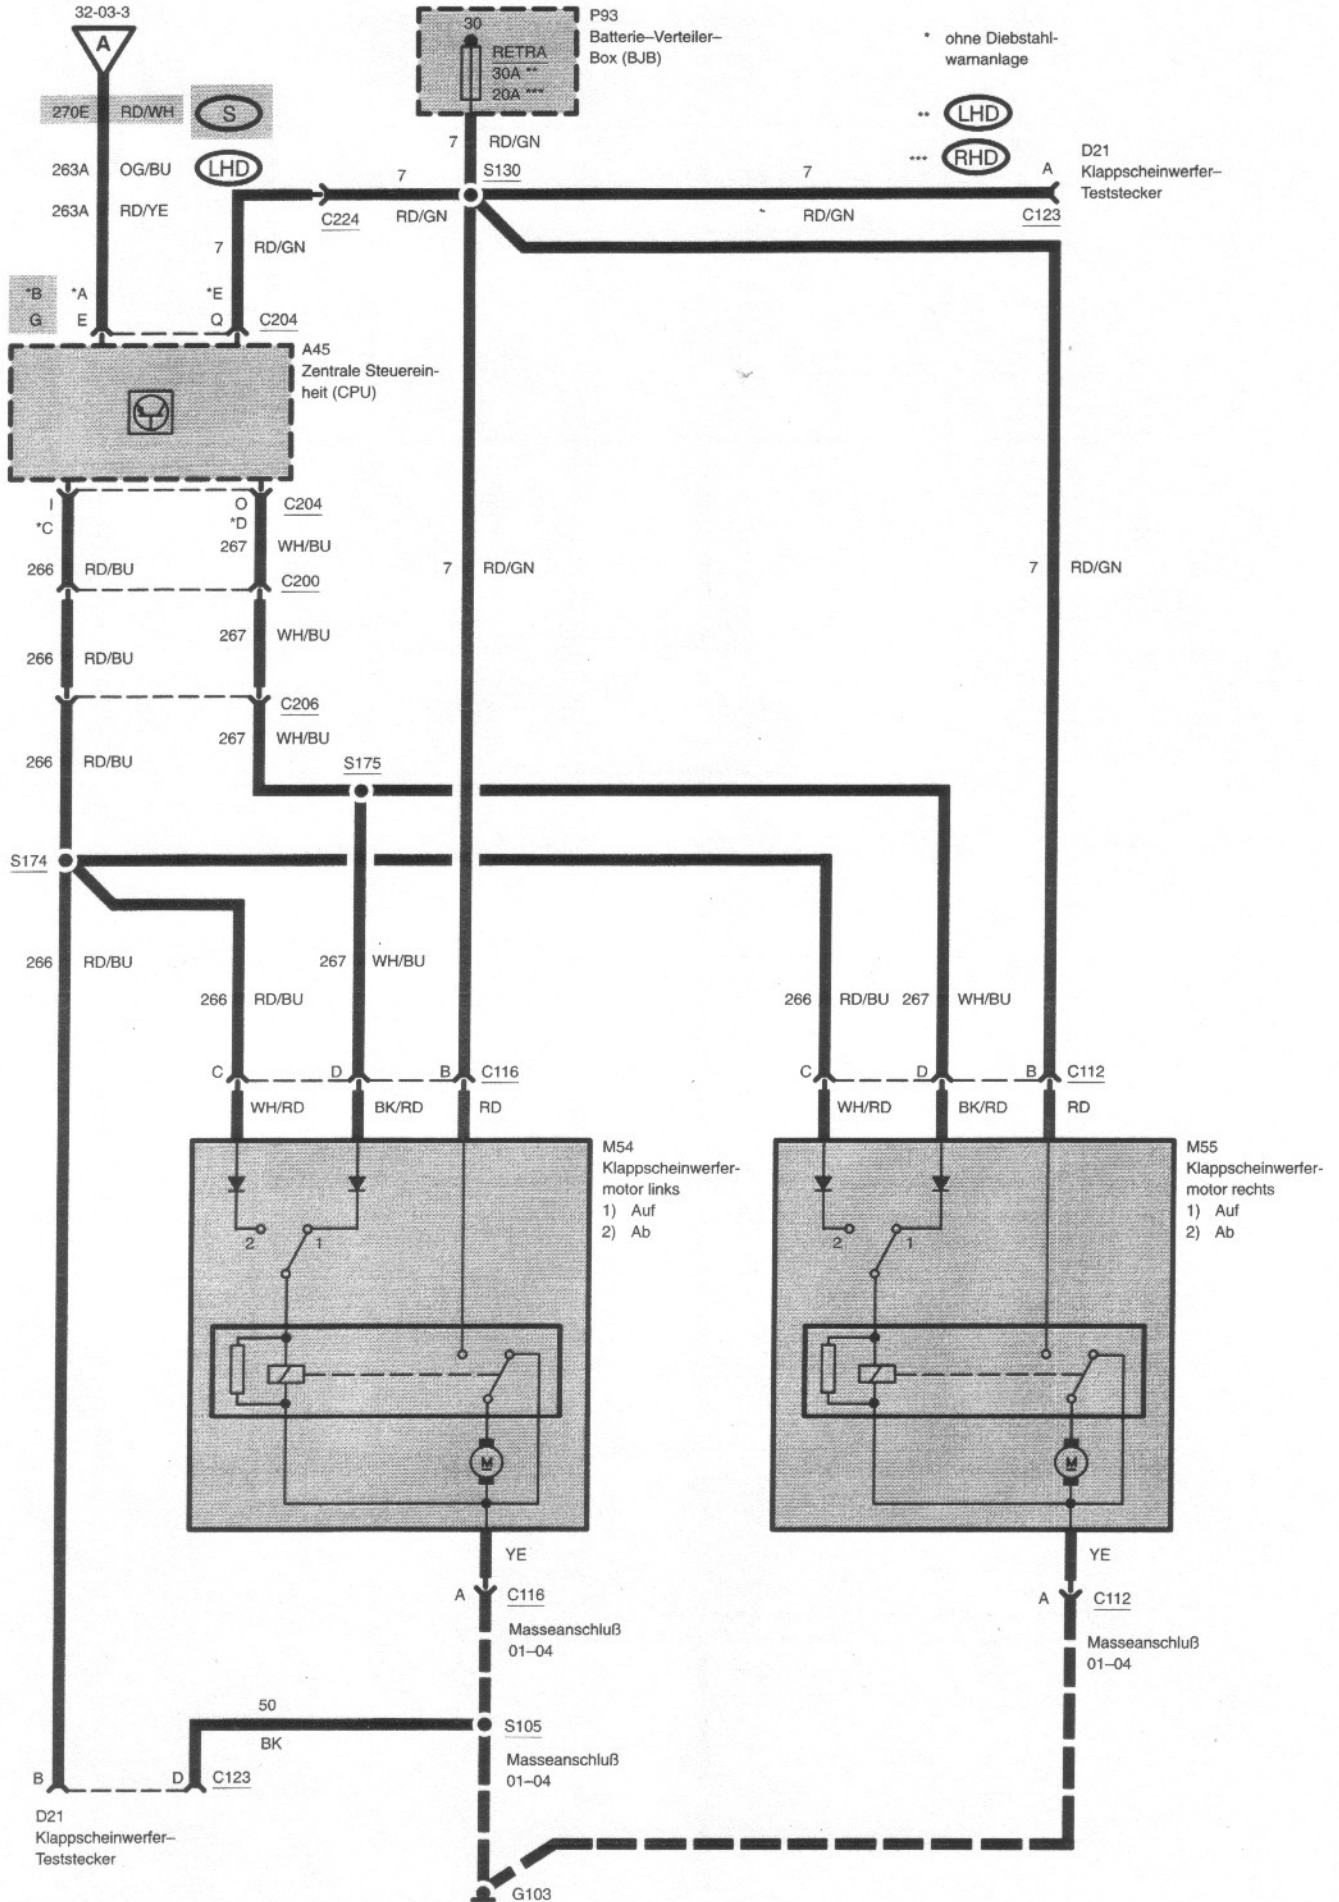 32-03-3
A
270E RD/WH S
263A OG/BU LHD
263A RD/YE
7 RD/GN
P93
Batterie–Verteiler–
Box (BJB)
30
RETRA
30A **
20A ***
7 RD/GN
S130
* ohne Diebstahl-
warnanlage
** LHD
*** RHD
D21
Klappscheinwerfer–
Teststecker
7
RD/GN
C224
7
RD/GN
A
C123
*B *A *E
G E Q C204
A45
Zentrale Steuerein-
heit (CPU)
I O C204
*C *D
267 WH/BU
266 RD/BU
C200
267 WH/BU
266 RD/BU
C206
267 WH/BU
266 RD/BU
7 RD/GN
7 RD/GN
S175
S174
266 RD/BU
267 WH/BU
266 RD/BU
266 RD/BU 267 WH/BU
C D B C116
WH/RD BK/RD RD
C D B C112
WH/RD BK/RD RD
M54
Klappscheinwerfer-
motor links
1) Auf
2) Ab
2 1
M
M55
Klappscheinwerfer-
motor rechts
1) Auf
2) Ab
2 1
M
YE
A C116
Masseanschluß
01–04
YE
A C112
Masseanschluß
01–04
50
BK
S105
Masseanschluß
01–04
B D C123
D21
Klappscheinwerfer–
Teststecker
G103